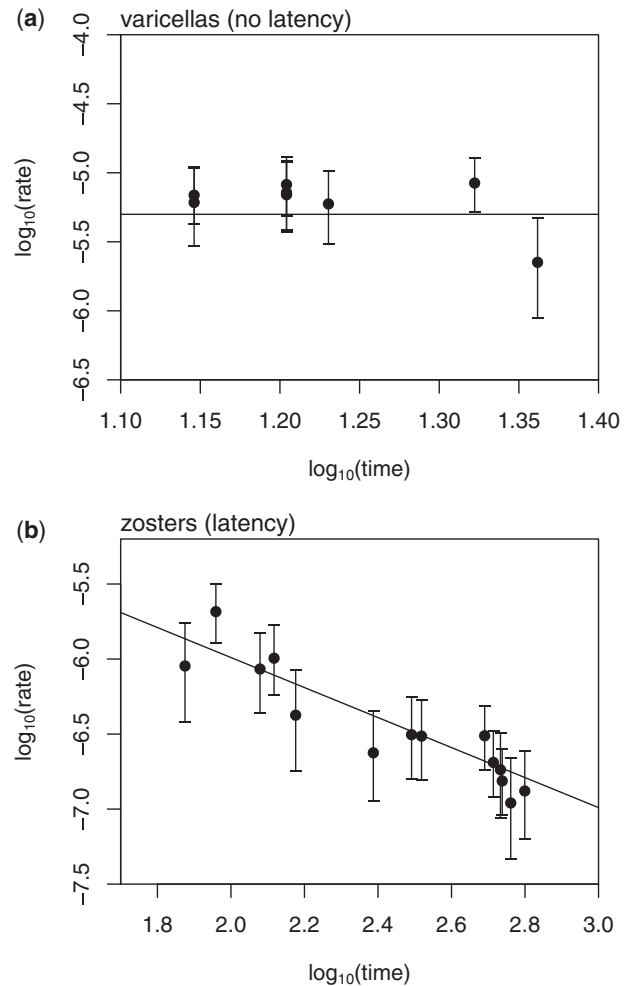 (a) varicellas (no latency)
log₁₀(rate)
−4.0
−4.5
−5.0
−5.5
−6.0
−6.5
1.10 1.15 1.20 1.25 1.30 1.35 1.40
log₁₀(time)
(b) zosters (latency)
log₁₀(rate)
−5.5
−6.0
−6.5
−7.0
−7.5
1.8 2.0 2.2 2.4 2.6 2.8 3.0
log₁₀(time)